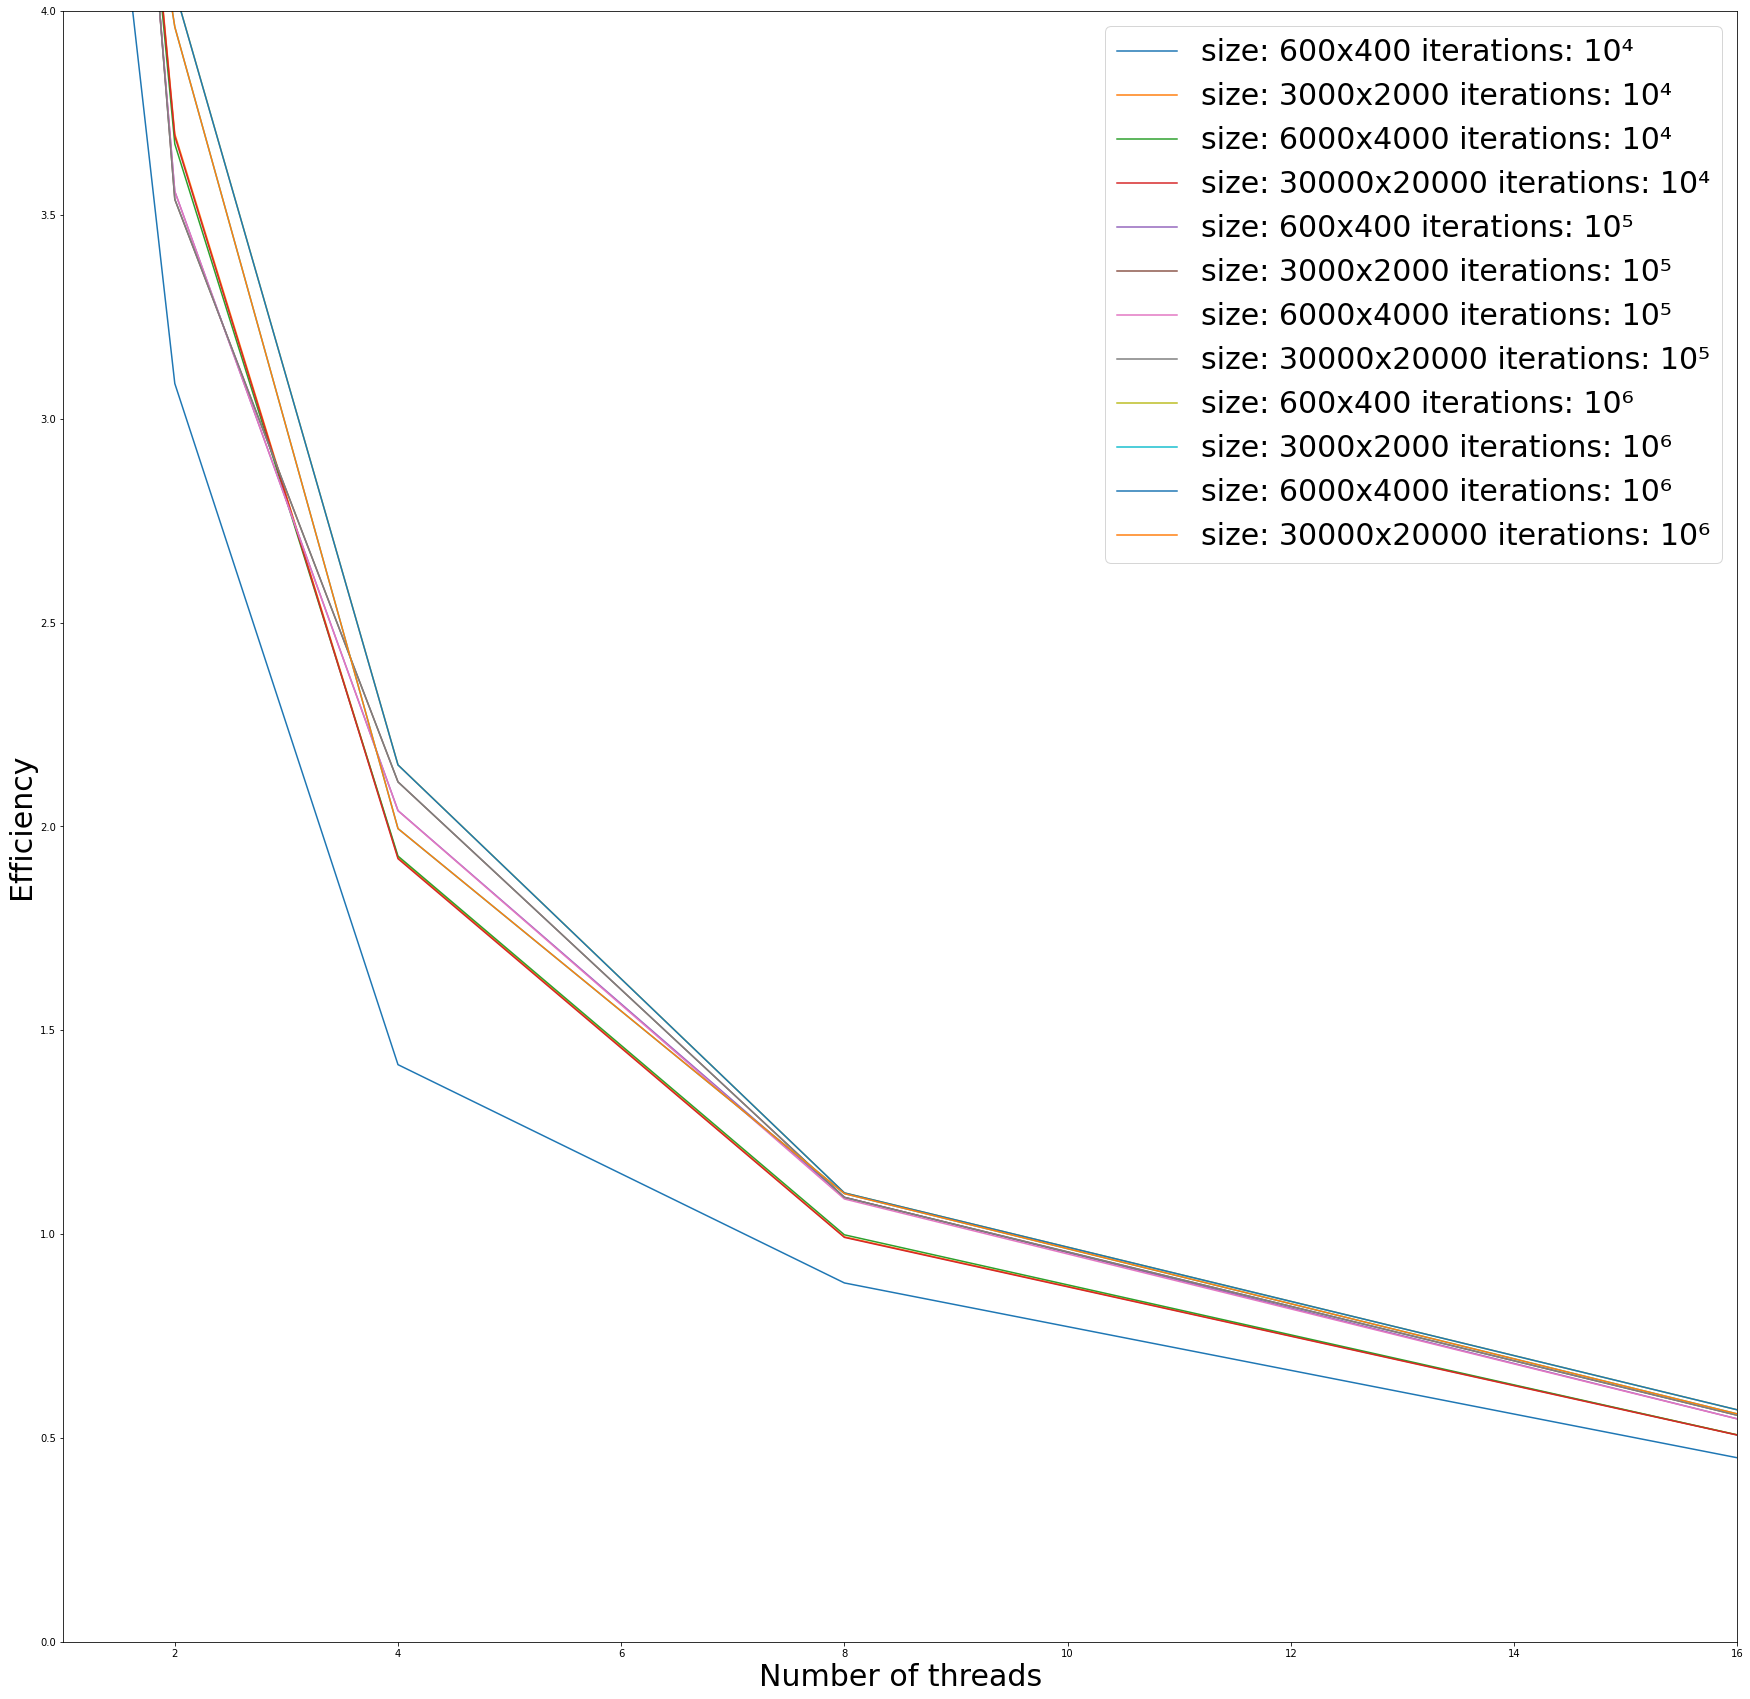 size: 600x400 iterations: 10⁴
size: 3000x2000 iterations: 10⁴
size: 6000x4000 iterations: 10⁴
size: 30000x20000 iterations: 10⁴
size: 600x400 iterations: 10⁵
size: 3000x2000 iterations: 10⁵
size: 6000x4000 iterations: 10⁵
size: 30000x20000 iterations: 10⁵
size: 600x400 iterations: 10⁶
size: 3000x2000 iterations: 10⁶
size: 6000x4000 iterations: 10⁶
size: 30000x20000 iterations: 10⁶
Efficiency
4.0
3.5
3.0
2.5
2.0
1.5
1.0
0.5
0.0
2 4 6 8 10 12 14 16
Number of threads